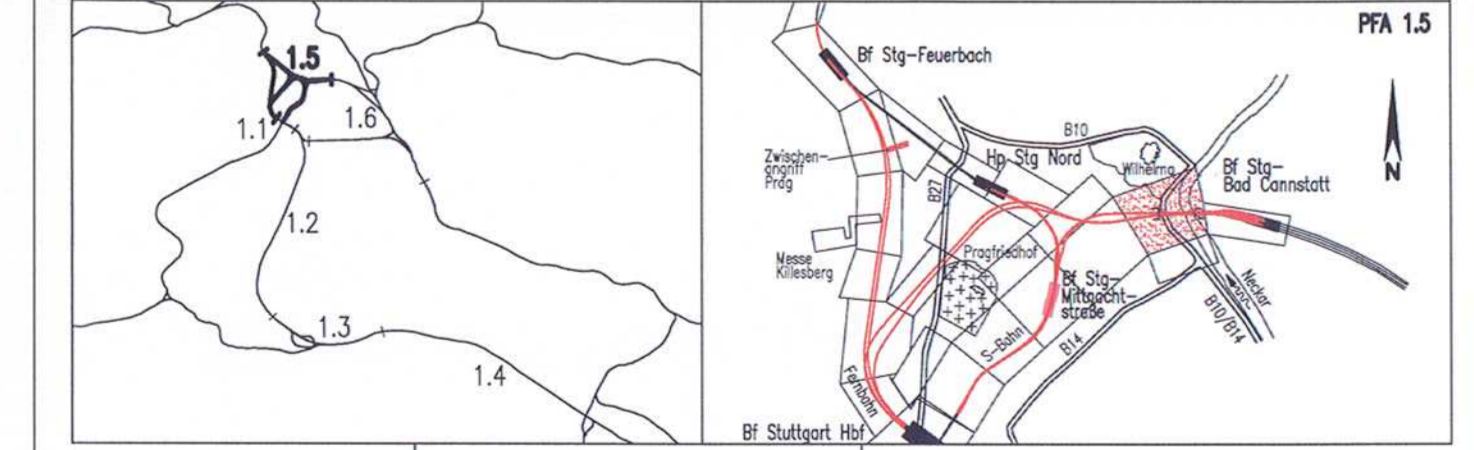 1.5
1.1
1.6
1.2
1.3
1.4
PFA 1.5
Bf Stg-Feuerbach
B10
Zwischen-
angriff
Prag
Hp Stg Nord
Wilhelma
Bf Stg-
Bad Cannstatt
B27
N
Messe
Killesberg
Pragfriedhof
Bf Stg-
Mittnacht-
straße
Neckar
B10/B14
S-Bahn
B14
Fernbahn
Bf Stuttgart Hbf